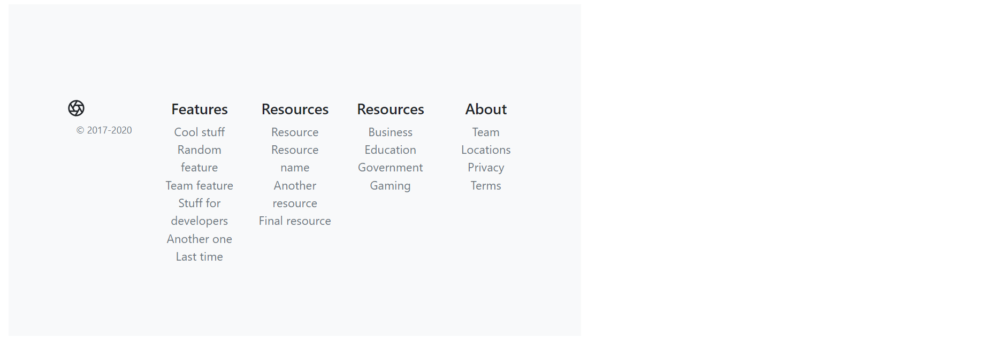 © 2017-2020
Features
Cool stuff
Random
feature
Team feature
Stuff for
developers
Another one
Last time
Resources
Resource
Resource
name
Another
resource
Final resource
Resources
Business
Education
Government
Gaming
About
Team
Locations
Privacy
Terms